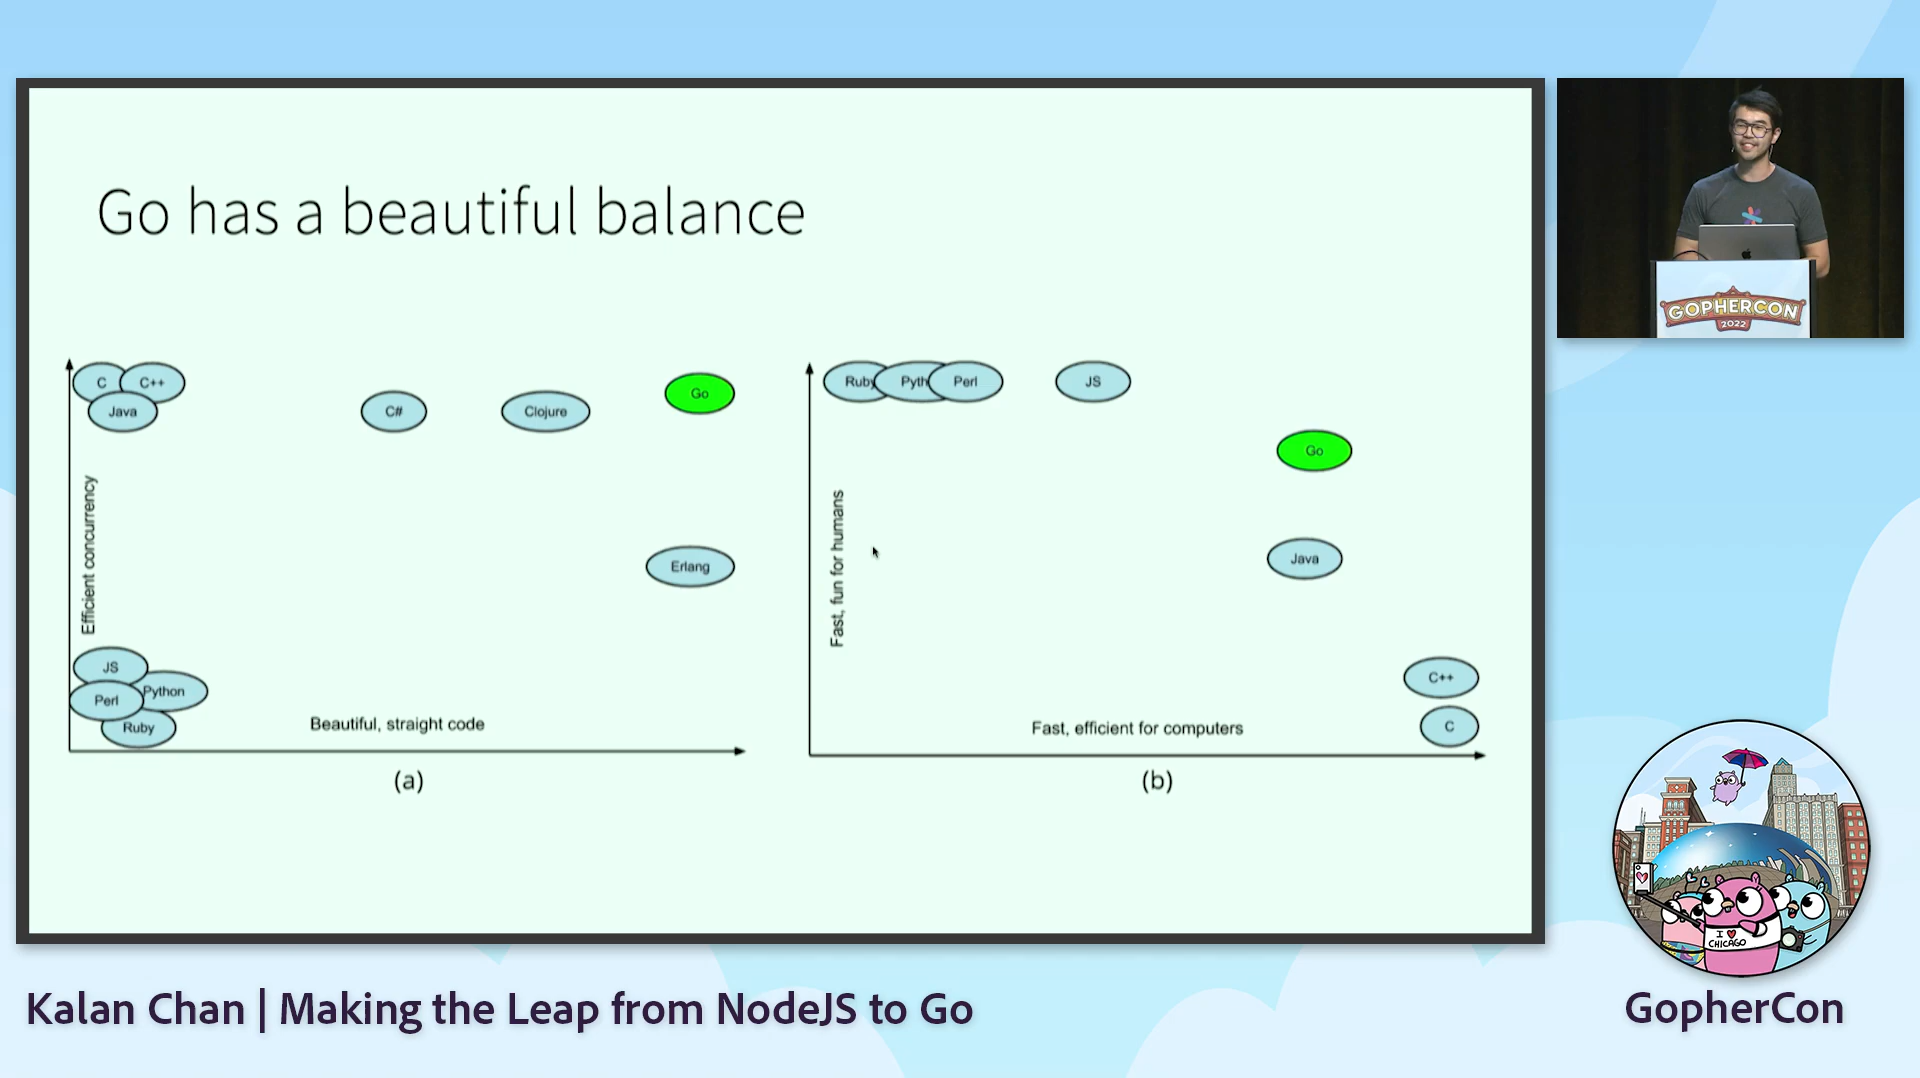 Go has a beautiful balance
C
C++
Java
C#
Clojure
Go
Efficient concurrency
Erlang
JS
Python
Perl
Ruby
Beautiful, straight code
(a)
Ruby
Pyth
Perl
JS
Go
Fast, fun for humans
Java
C++
C
Fast, efficient for computers
(b)
GOPHERCON
2022
I ♥
CHICAGO
Kalan Chan | Making the Leap from NodeJS to Go
GopherCon